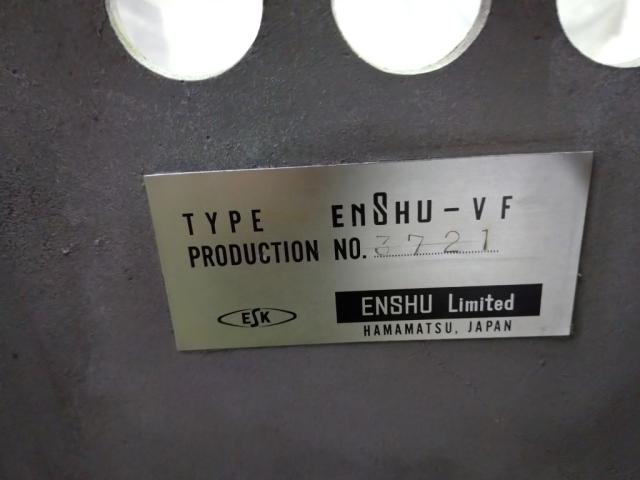 TYPE ENSHU-VF
PRODUCTION NO. 3721
ESK
ENSHU Limited
HAMAMATSU, JAPAN